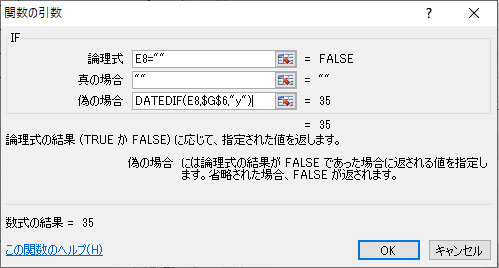 関数の引数
IF
論理式 E8="" = FALSE
真の場合 "" = ""
偽の場合 DATEDIF(E8,$G$6,"y") = 35
= 35
論理式の結果 (TRUE か FALSE) に応じて、指定された値を返します。
偽の場合 には論理式の結果が FALSE であった場合に返される値を指定し
ます。省略された場合、FALSE が返されます。
数式の結果 = 35
この関数のヘルプ(H)
OK キャンセル